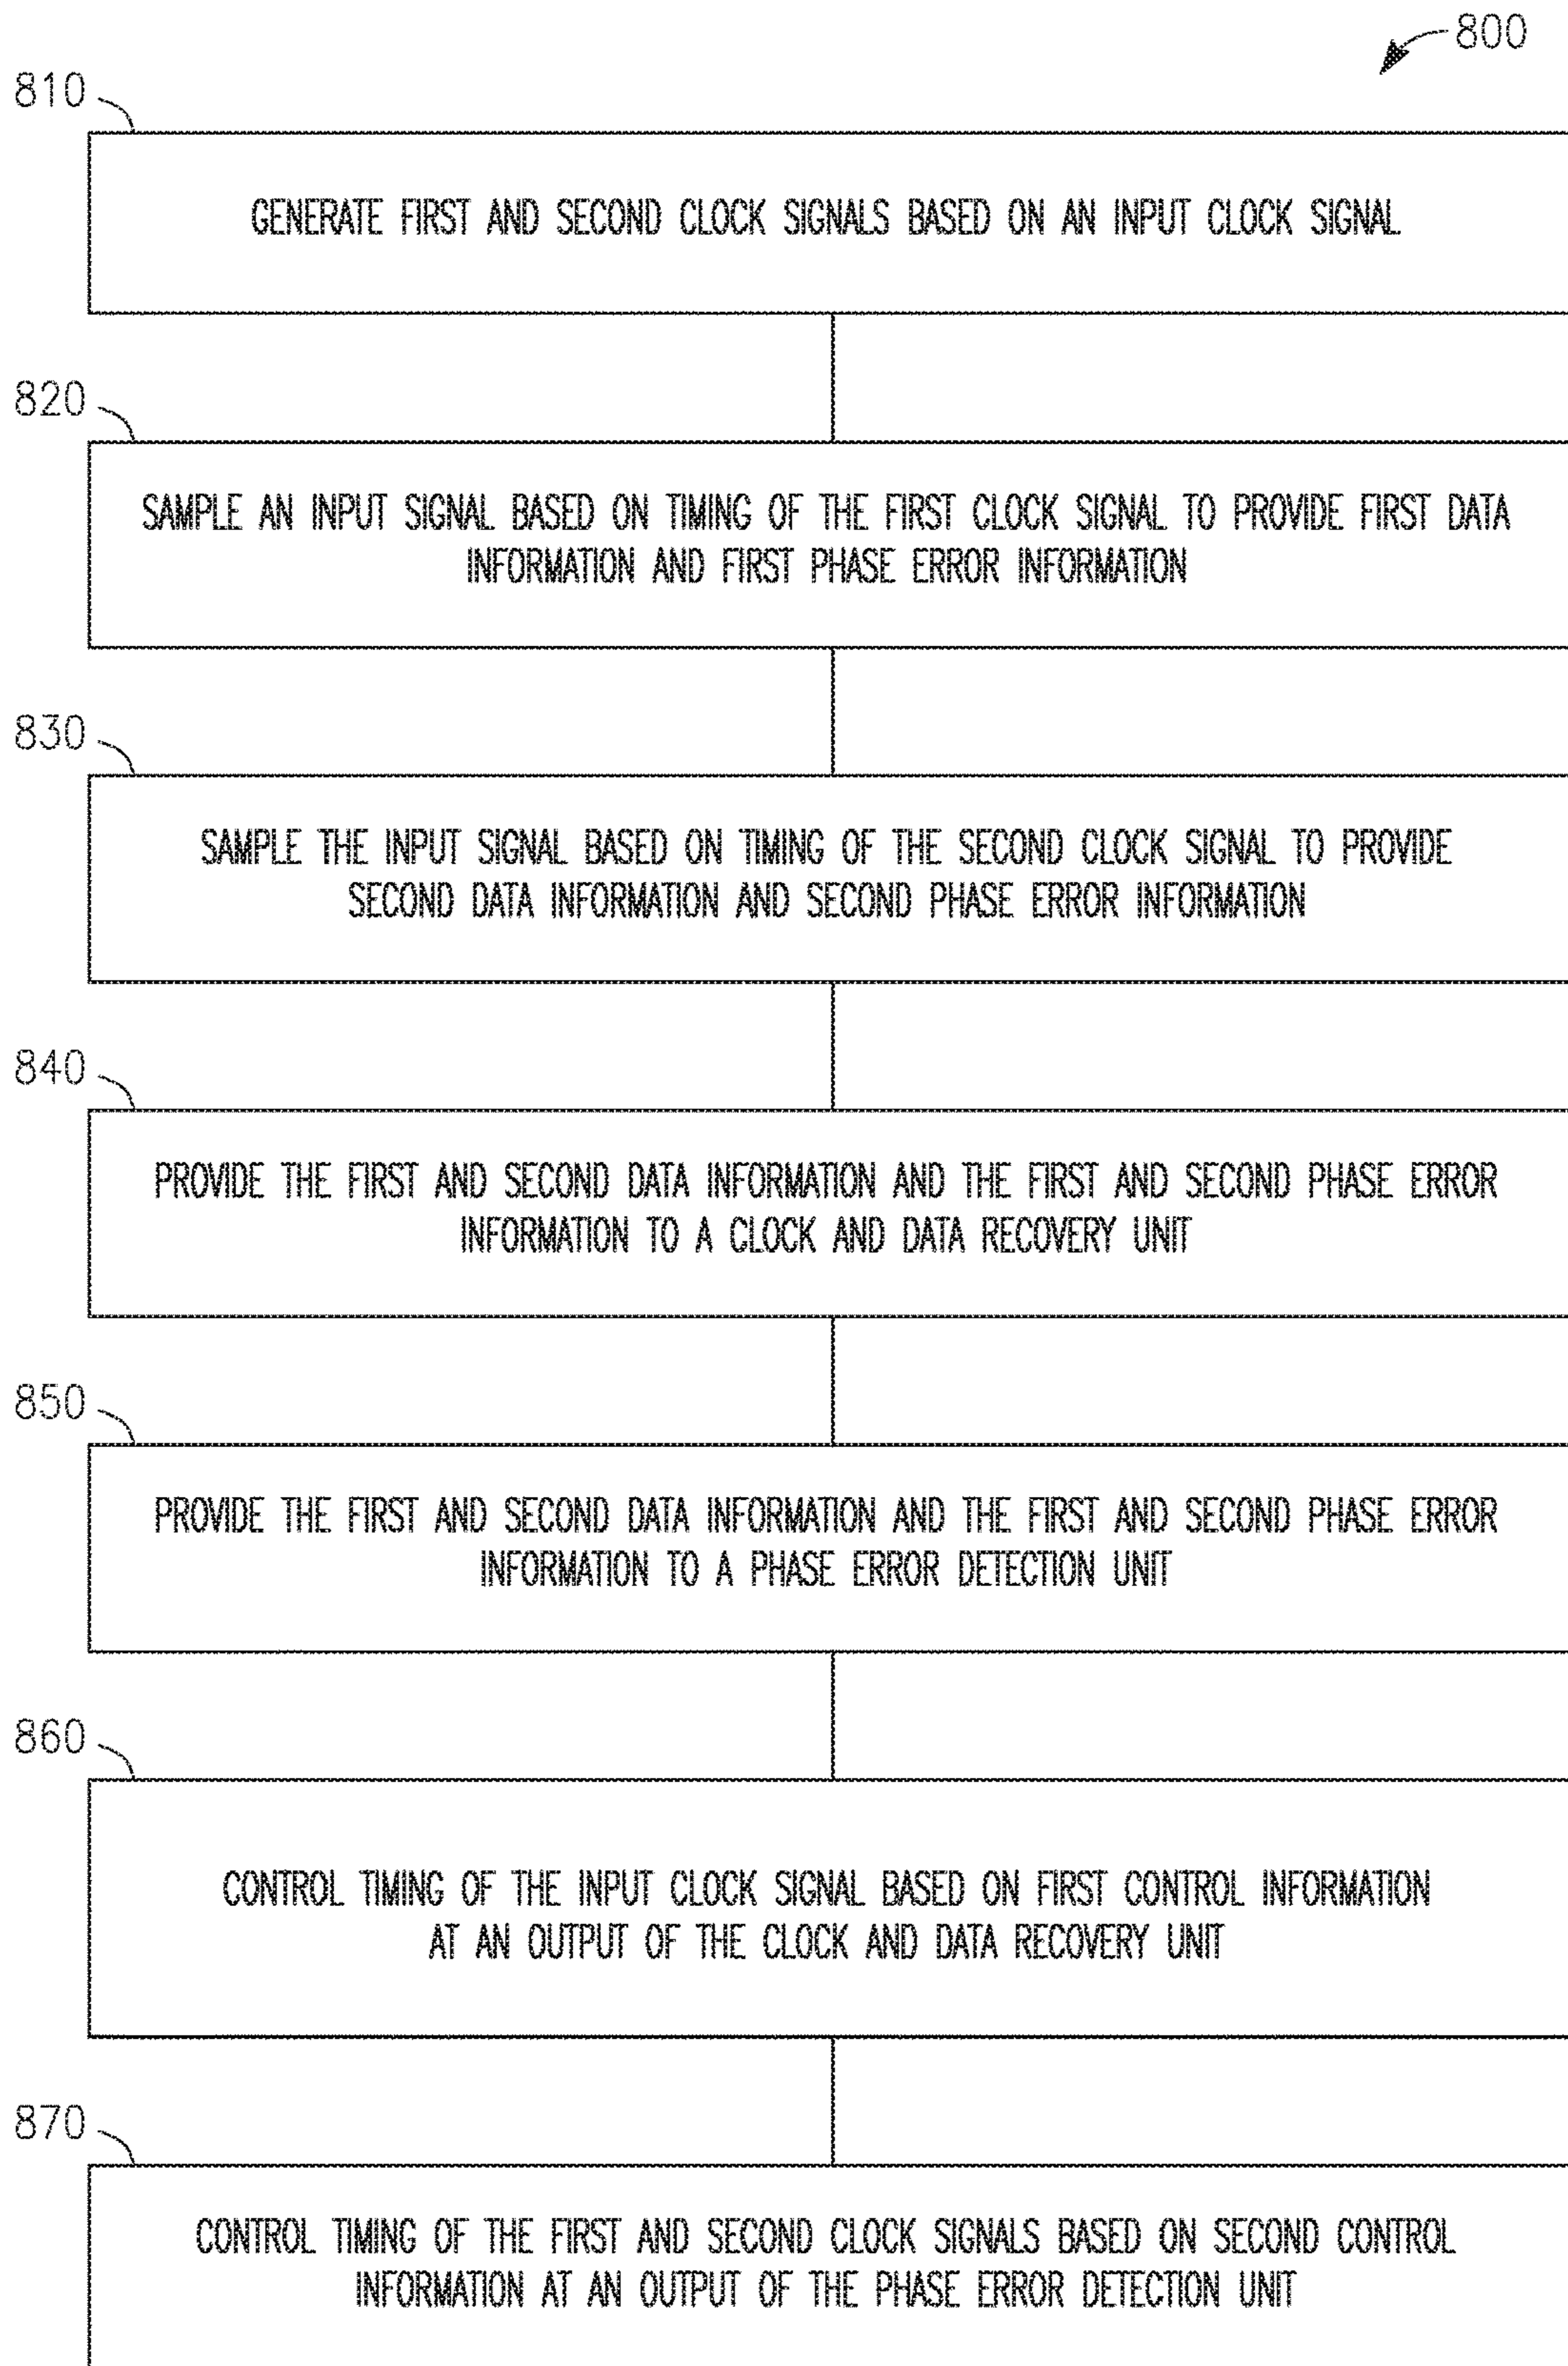 800
810
GENERATE FIRST AND SECOND CLOCK SIGNALS BASED ON AN INPUT CLOCK SIGNAL
820
SAMPLE AN INPUT SIGNAL BASED ON TIMING OF THE FIRST CLOCK SIGNAL TO PROVIDE FIRST DATA
INFORMATION AND FIRST PHASE ERROR INFORMATION
830
SAMPLE THE INPUT SIGNAL BASED ON TIMING OF THE SECOND CLOCK SIGNAL TO PROVIDE
SECOND DATA INFORMATION AND SECOND PHASE ERROR INFORMATION
840
PROVIDE THE FIRST AND SECOND DATA INFORMATION AND THE FIRST AND SECOND PHASE ERROR
INFORMATION TO A CLOCK AND DATA RECOVERY UNIT
850
PROVIDE THE FIRST AND SECOND DATA INFORMATION AND THE FIRST AND SECOND PHASE ERROR
INFORMATION TO A PHASE ERROR DETECTION UNIT
860
CONTROL TIMING OF THE INPUT CLOCK SIGNAL BASED ON FIRST CONTROL INFORMATION
AT AN OUTPUT OF THE CLOCK AND DATA RECOVERY UNIT
870
CONTROL TIMING OF THE FIRST AND SECOND CLOCK SIGNALS BASED ON SECOND CONTROL
INFORMATION AT AN OUTPUT OF THE PHASE ERROR DETECTION UNIT